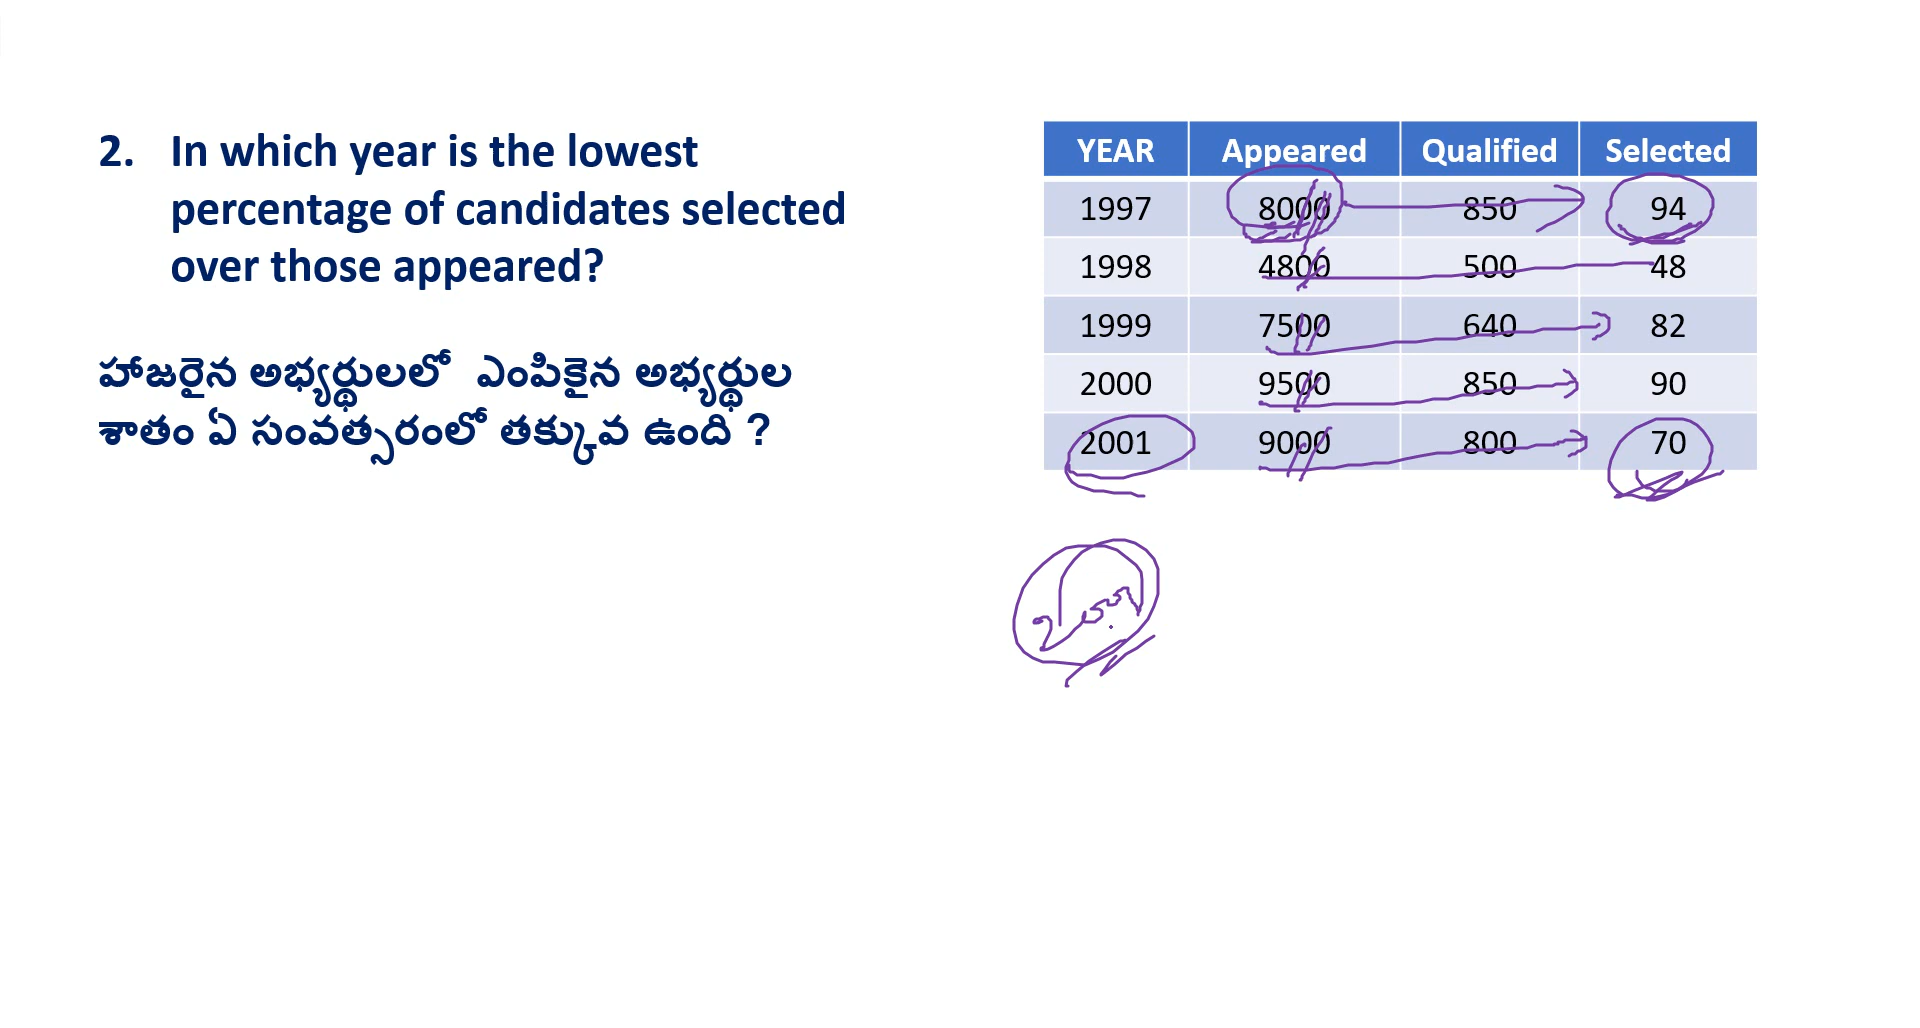 2. In which year is the lowest
percentage of candidates selected
over those appeared?
హాజరైన అభ్యర్థులలో ఎంపికైన అభ్యర్థుల
శాతం ఏ సంవత్సరంలో తక్కువ ఉంది ?
YEAR Appeared Qualified Selected
1997 8000 850 94
1998 4800 500 48
1999 7500 640 82
2000 9500 850 90
2001 9000 800 70